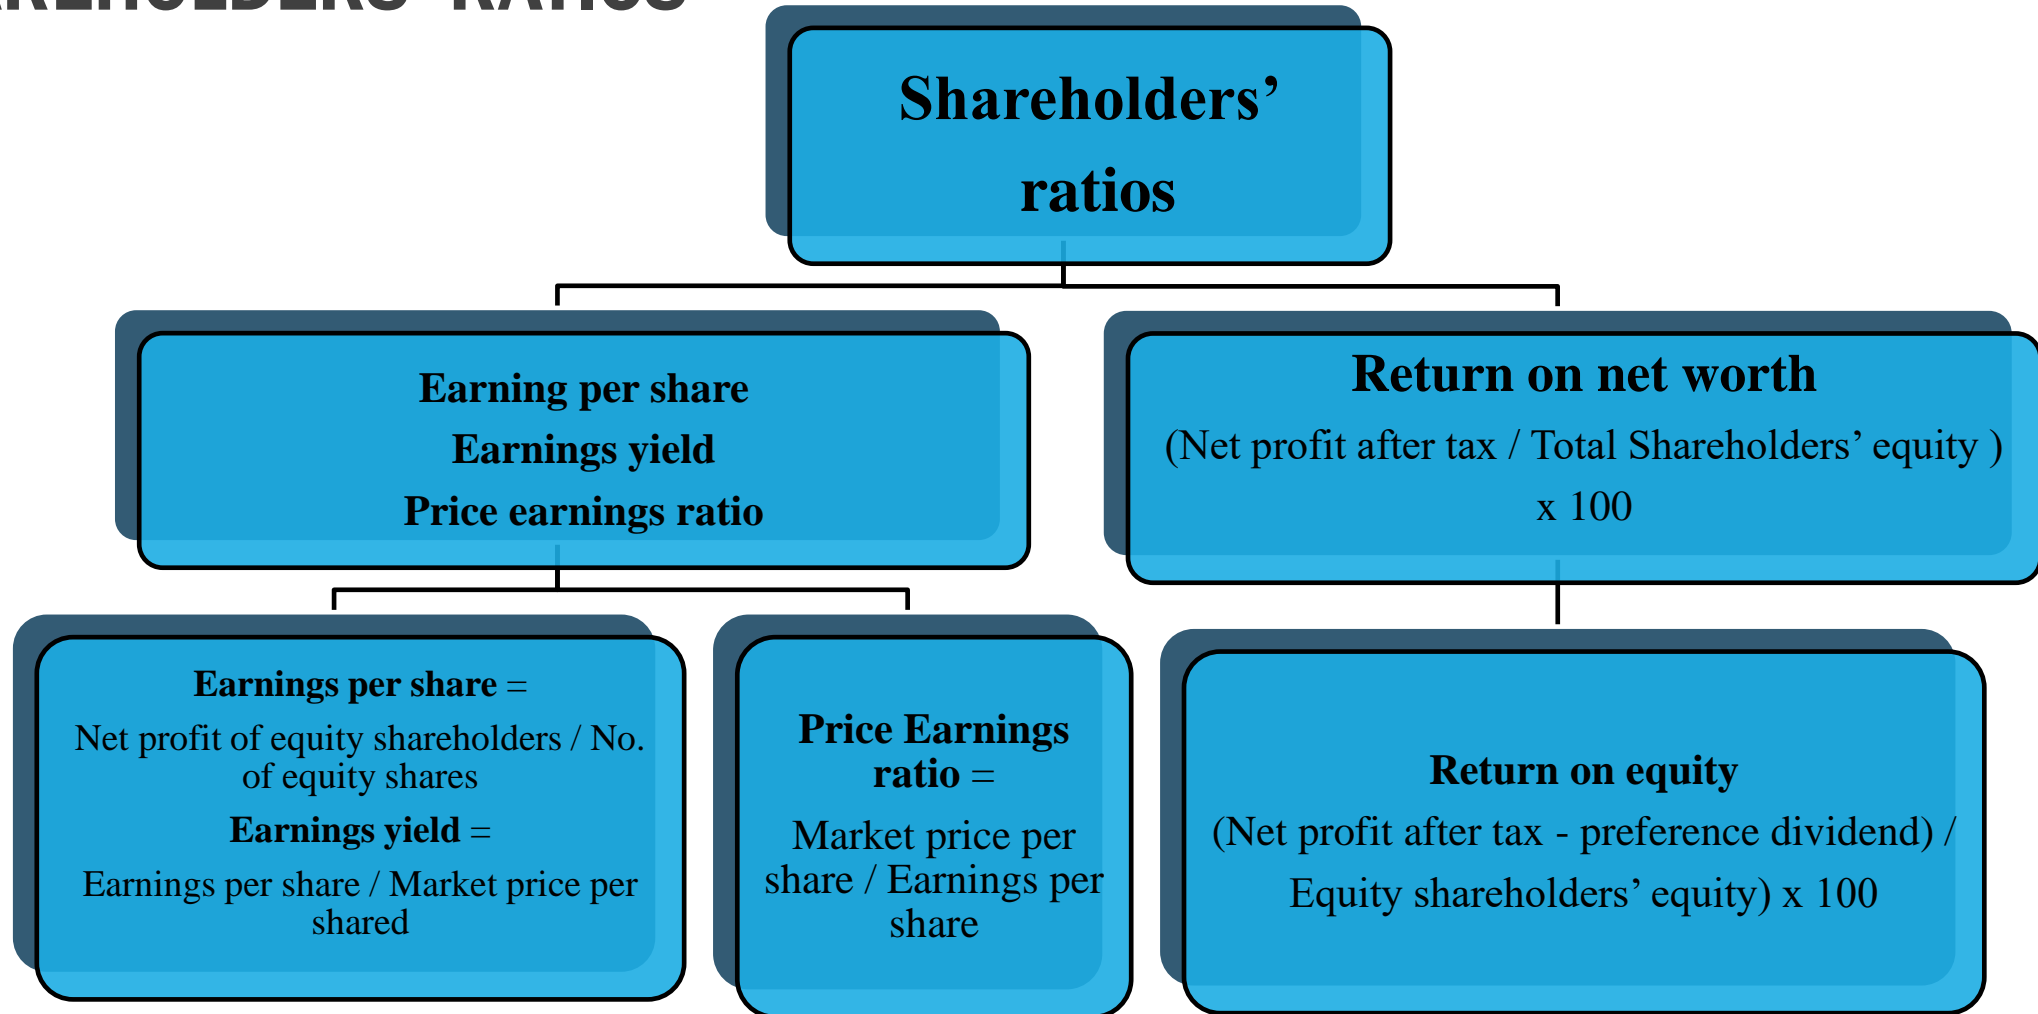 AREHOLDERS' RATIOS
Shareholders’
ratios
Earning per share
Earnings yield
Price earnings ratio
Return on net worth
(Net profit after tax / Total Shareholders’ equity )
x 100
Earnings per share =
Net profit of equity shareholders / No.
of equity shares
Earnings yield =
Earnings per share / Market price per
shared
Price Earnings
ratio =
Market price per
share / Earnings per
share
Return on equity
(Net profit after tax - preference dividend) /
Equity shareholders’ equity) x 100